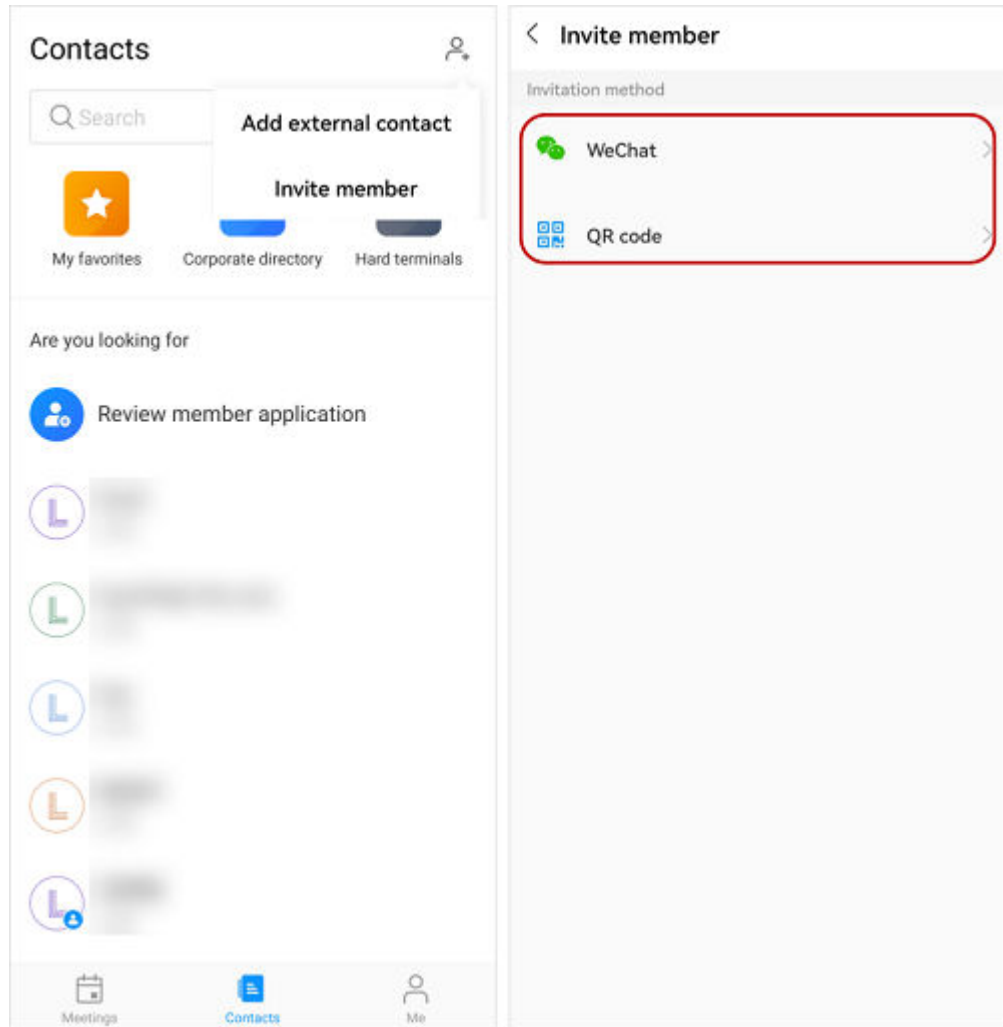 Contacts
Search
Add external contact
Invite member
My favorites
Corporate directory
Hard terminals
Are you looking for
Review member application
L
L
L
L
L
Meetings
Contacts
Me
Invite member
Invitation method
WeChat
QR code